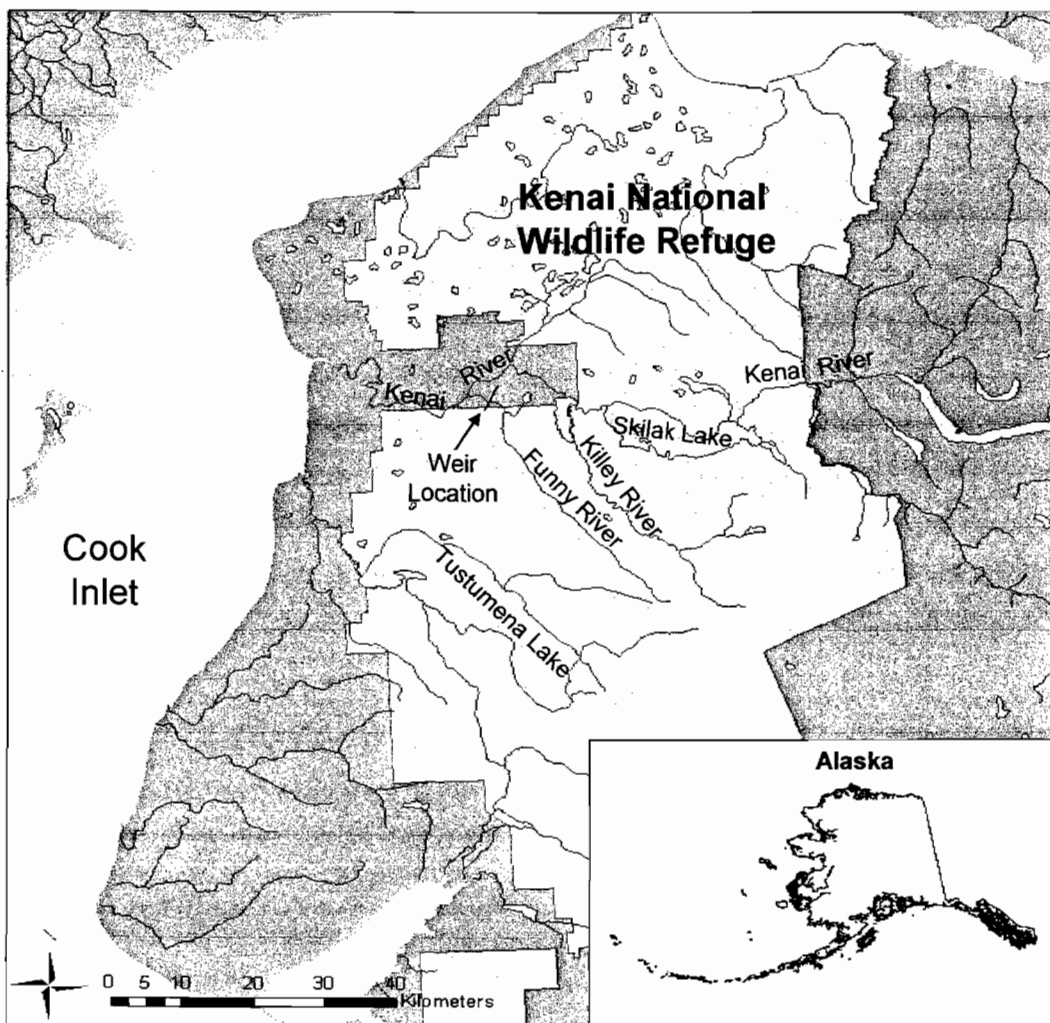 Kenai National
Wildlife Refuge
Kenai River
River
Kenai
Skilak Lake
Weir
Location
Killey River
Funny River
Cook
Inlet
Tustumena Lake
Alaska
0 5 10 20 30 40
Kilometers